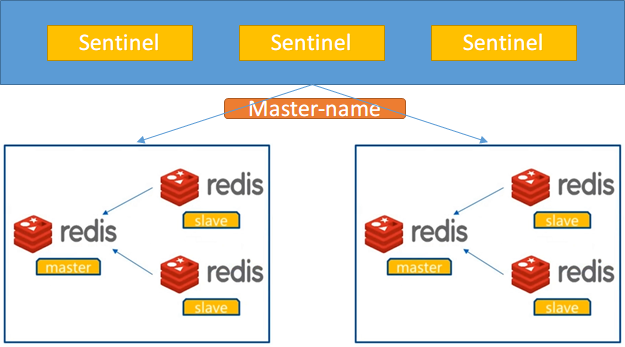 Sentinel
Sentinel
Sentinel
Master-name
redis
slave
redis
master
redis
slave
redis
slave
redis
master
redis
slave